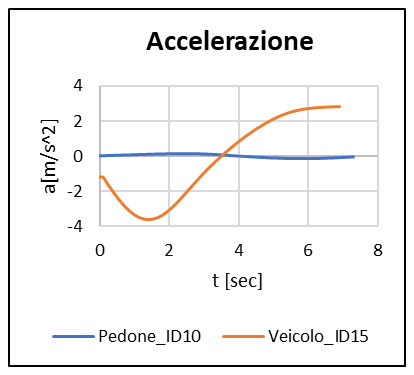 Accelerazione
a[m/s^2]
4
2
0
-2
-4
0 2 4 6 8
t [sec]
Pedone_ID10 Veicolo_ID15